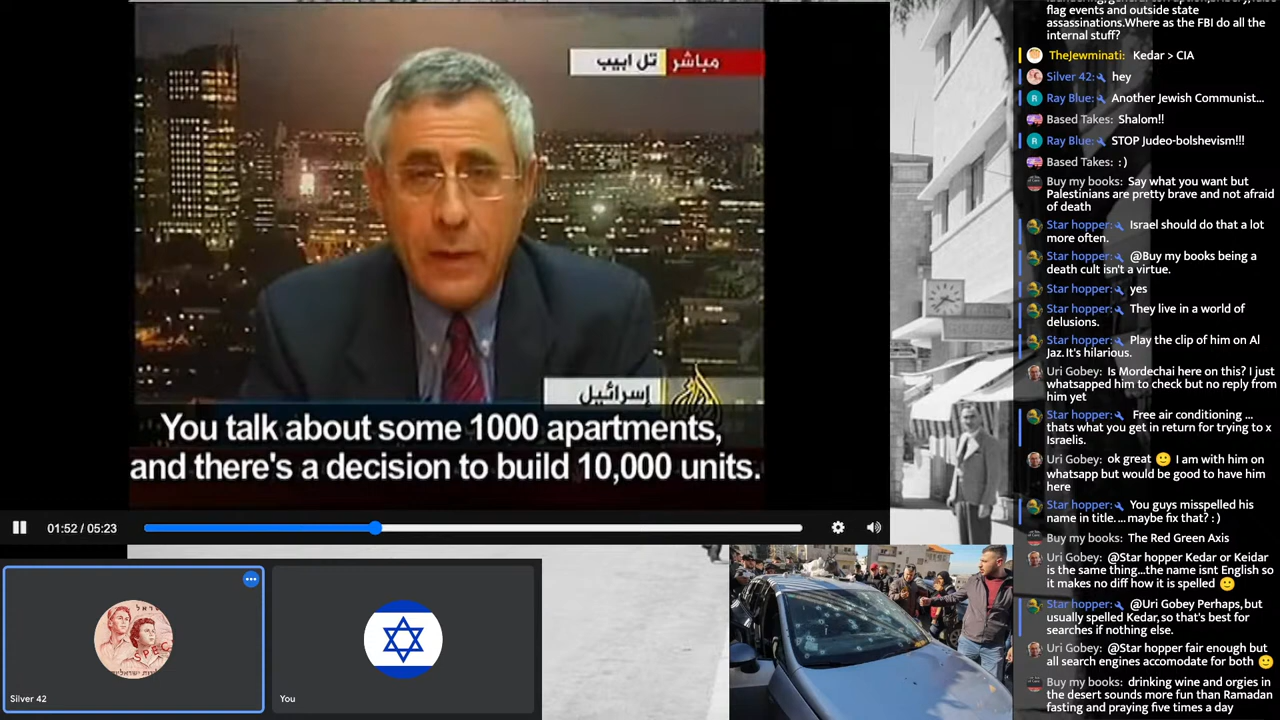 مباشر
تل ابيب
إسرائيل
You talk about some 1000 apartments,
and there's a decision to build 10,000 units.
01:52 / 05:23
Silver 42
You
flag events and outside state
assassinations.Where as the FBI do all the
internal stuff?
TheJewminati: Kedar > CIA
Silver 42: hey
R
Ray Blue: Another Jewish Communist...
Based Takes: Shalom!!
R
Ray Blue: STOP Judeo-bolshevism!!!
Based Takes: : )
Buy my books: Say what you want but
Palestinians are pretty brave and not afraid
of death
Star hopper: Israel should do that a lot
more often.
Star hopper: @Buy my books being a
death cult isn't a virtue.
Star hopper: yes
Star hopper: They live in a world of
delusions.
Star hopper: Play the clip of him on Al
Jaz.It's hilarious.
Uri Gobey: Is Mordechai here on this? I just
whatsapped him to check but no reply from
him yet
Star hopper: Free air conditioning ...
thats what you get in return for trying to x
Israelis.
Uri Gobey: ok great 🙂 I am with him on
whatsapp but would be good to have him
here
Star hopper: You guys misspelled his
name in title....maybe fix that? : )
Buy my books: The Red Green Axis
Uri Gobey: @Star hopper Kedar or Keidar
is the same thing...the name isnt English so
it makes no diff how it is spelled 🙂
Star hopper: @Uri Gobey Perhaps,but
usually spelled Kedar,so that's best for
searches if nothing else.
Uri Gobey: @Star hopper fair enough but
all search engines accomodate for both 🙂
Buy my books: drinking wine and orgies in
the desert sounds more fun than Ramadan
fasting and praying five times a day